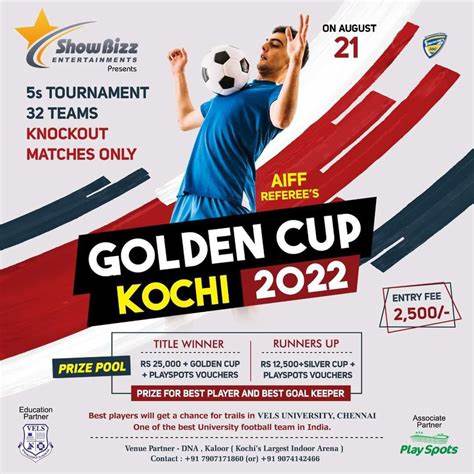 ShowBizz
ENTERTAINMENTS
Presents
ON AUGUST
21
5s TOURNAMENT
32 TEAMS
KNOCKOUT
MATCHES ONLY
AIFF
REFEREE'S
GOLDEN CUP
KOCHI 2022
ENTRY FEE
2,500/-
PRIZE POOL
TITLE WINNER
RS 25,000 + GOLDEN CUP
+ PLAYSPOTS VOUCHERS
RUNNERS UP
RS 12,500+SILVER CUP +
PLAYSPOTS VOUCHERS
PRIZE FOR BEST PLAYER AND BEST GOAL KEEPER
Best players will get a chance for trails in VELS UNIVERSITY, CHENNAI
One of the best University football team in India.
Education
Partner
VELS
Venue Partner - DNA , Kaloor ( Kochi's Largest Indoor Arena )
Contact : +91 7907171860 (or) +91 9074142466
Associate
Partner
Play Spots